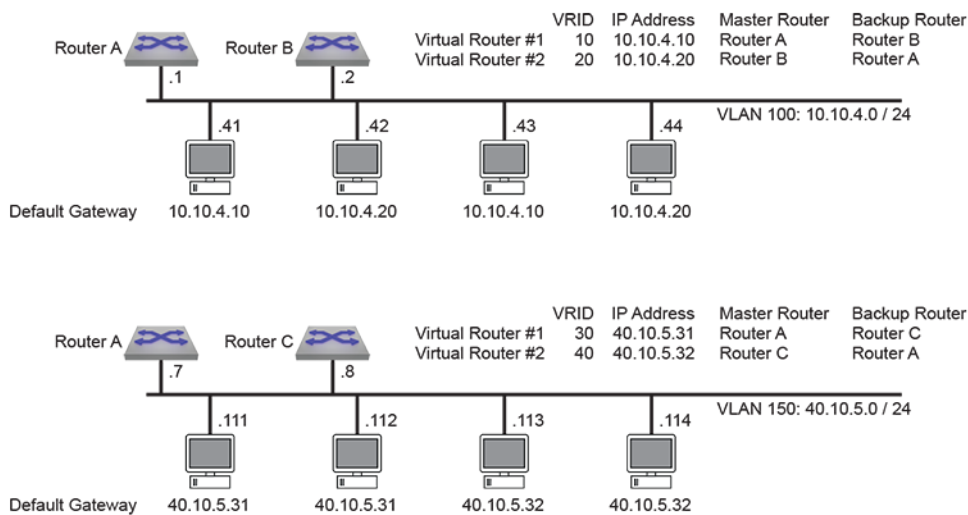 VRID IP Address Master Router Backup Router
Virtual Router #1 10 10.10.4.10 Router A Router B
Virtual Router #2 20 10.10.4.20 Router B Router A
Router A
Router B
.1
.2
VLAN 100: 10.10.4.0 / 24
.41
.42
.43
.44
Default Gateway 10.10.4.10 10.10.4.20 10.10.4.10 10.10.4.20
VRID IP Address Master Router Backup Router
Virtual Router #1 30 40.10.5.31 Router A Router C
Virtual Router #2 40 40.10.5.32 Router C Router A
Router A
Router C
.7
.8
VLAN 150: 40.10.5.0 / 24
.111
.112
.113
.114
Default Gateway 40.10.5.31 40.10.5.31 40.10.5.32 40.10.5.32